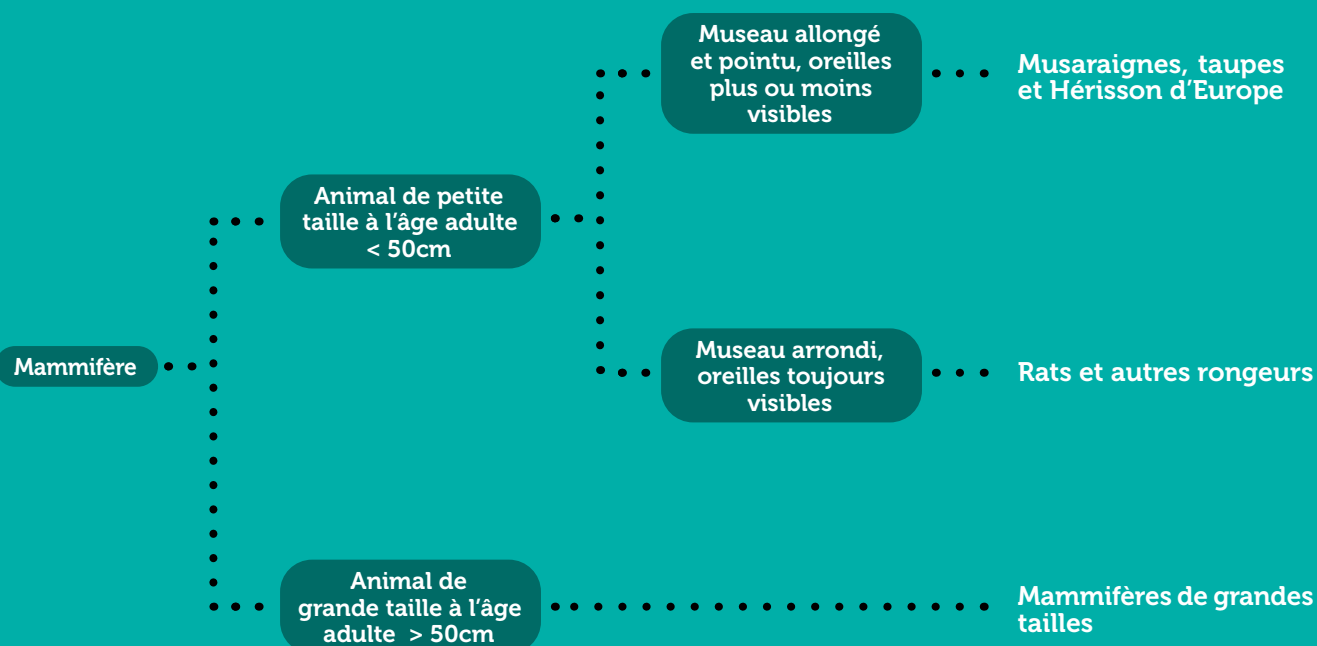 Mammifère
Animal de petite
taille à l'âge adulte
< 50cm
Museau allongé
et pointu, oreilles
plus ou moins
visibles
Musaraignes, taupes
et Hérisson d'Europe
Museau arrondi,
oreilles toujours
visibles
Rats et autres rongeurs
Animal de
grande taille à l'âge
adulte > 50cm
Mammifères de grandes
tailles